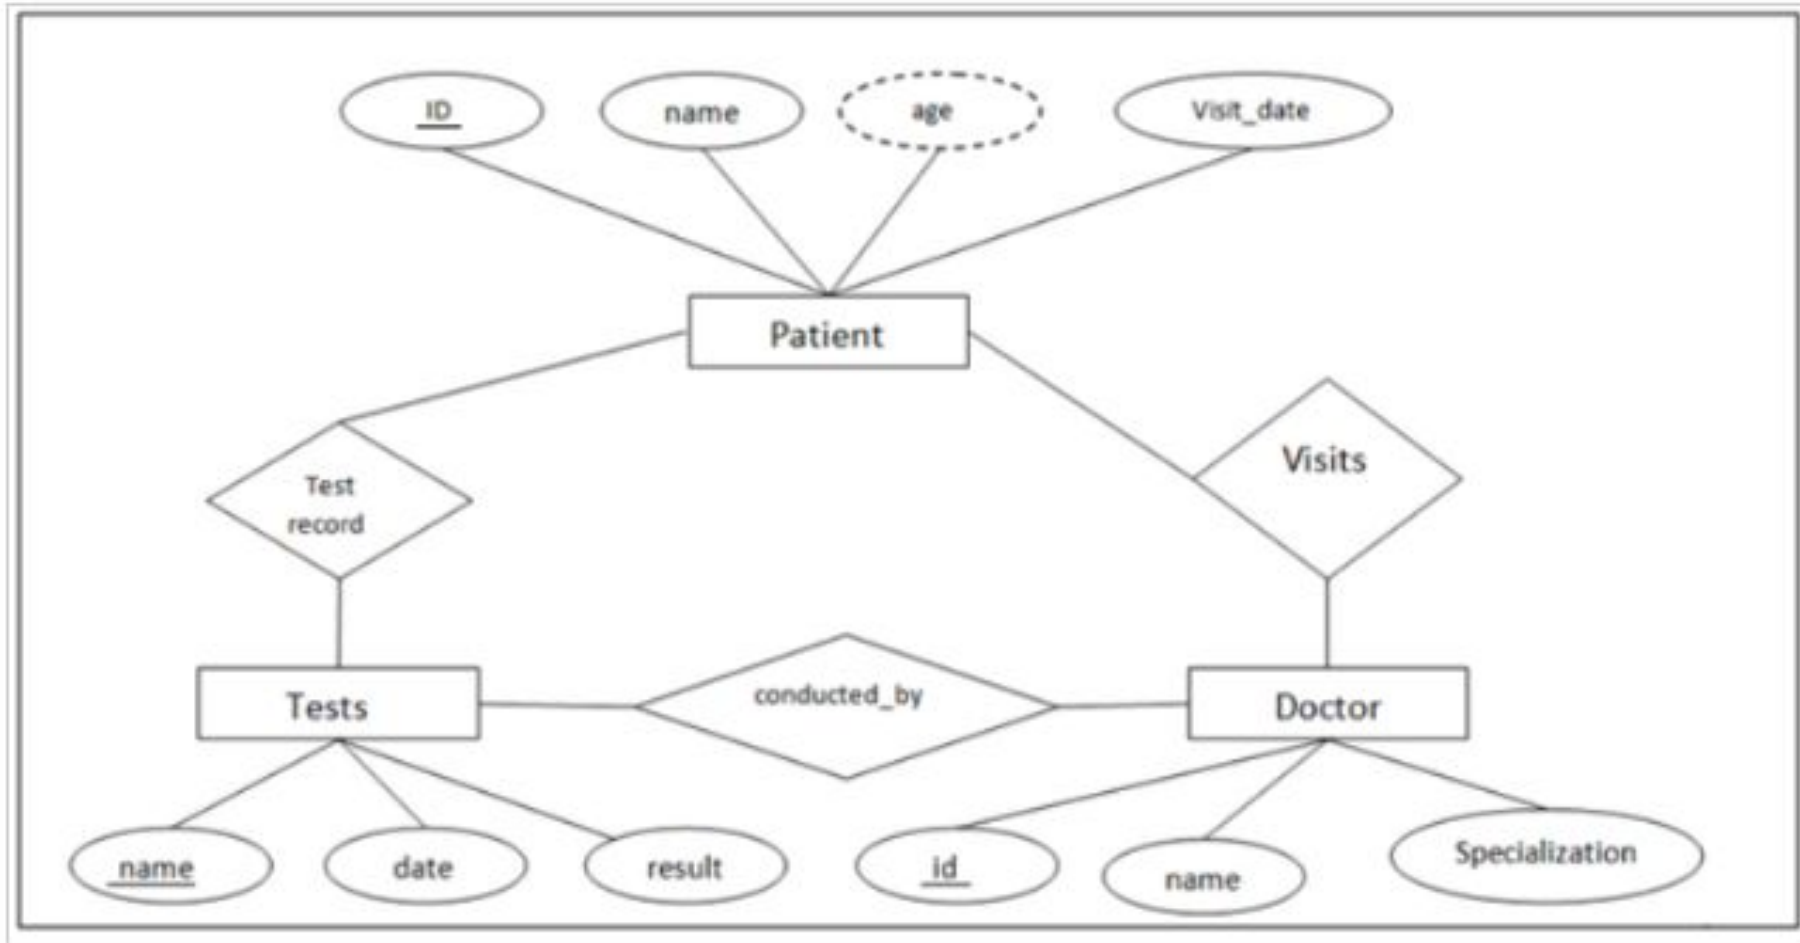 ID
name
age
Visit_date
Patient
Test
record
Visits
Tests
conducted_by
Doctor
name
date
result
id
name
Specialization